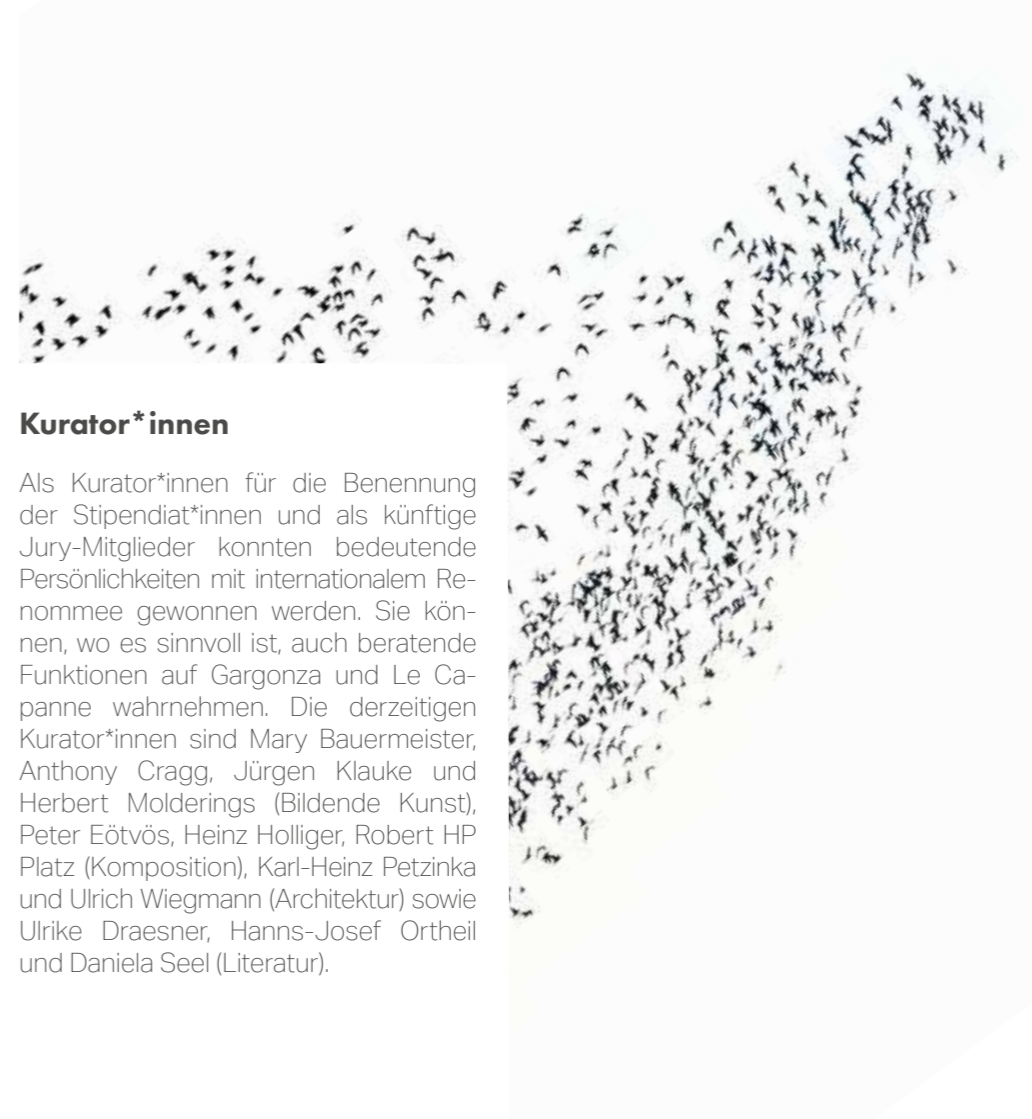 Kurator*innen
Als Kurator*innen für die Benennung
der Stipendiat*innen und als künftige
Jury-Mitglieder konnten bedeutende
Persönlichkeiten mit internationalem Re-
nommee gewonnen werden. Sie kön-
nen, wo es sinnvoll ist, auch beratende
Funktionen auf Gargonza und Le Ca-
panne wahrnehmen. Die derzeitigen
Kurator*innen sind Mary Bauermeister,
Anthony Cragg, Jürgen Klauke und
Herbert Molderings (Bildende Kunst),
Peter Eötvös, Heinz Holliger, Robert HP
Platz (Komposition), Karl-Heinz Petzinka
und Ulrich Wiegmann (Architektur) sowie
Ulrike Draesner, Hanns-Josef Ortheil
und Daniela Seel (Literatur).